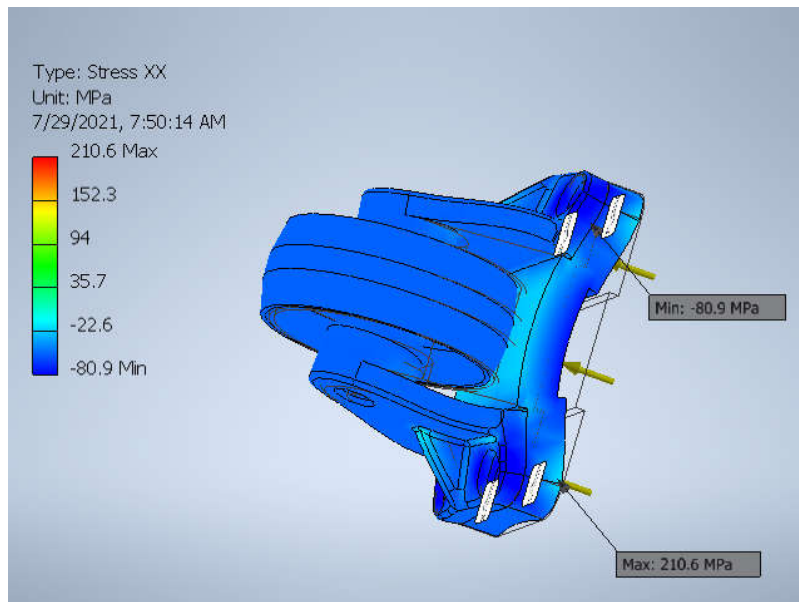 Type: Stress XX
Unit: MPa
7/29/2021, 7:50:14 AM
210.6 Max
152.3
94
35.7
-22.6
-80.9 Min
Min: -80.9 MPa
Max: 210.6 MPa